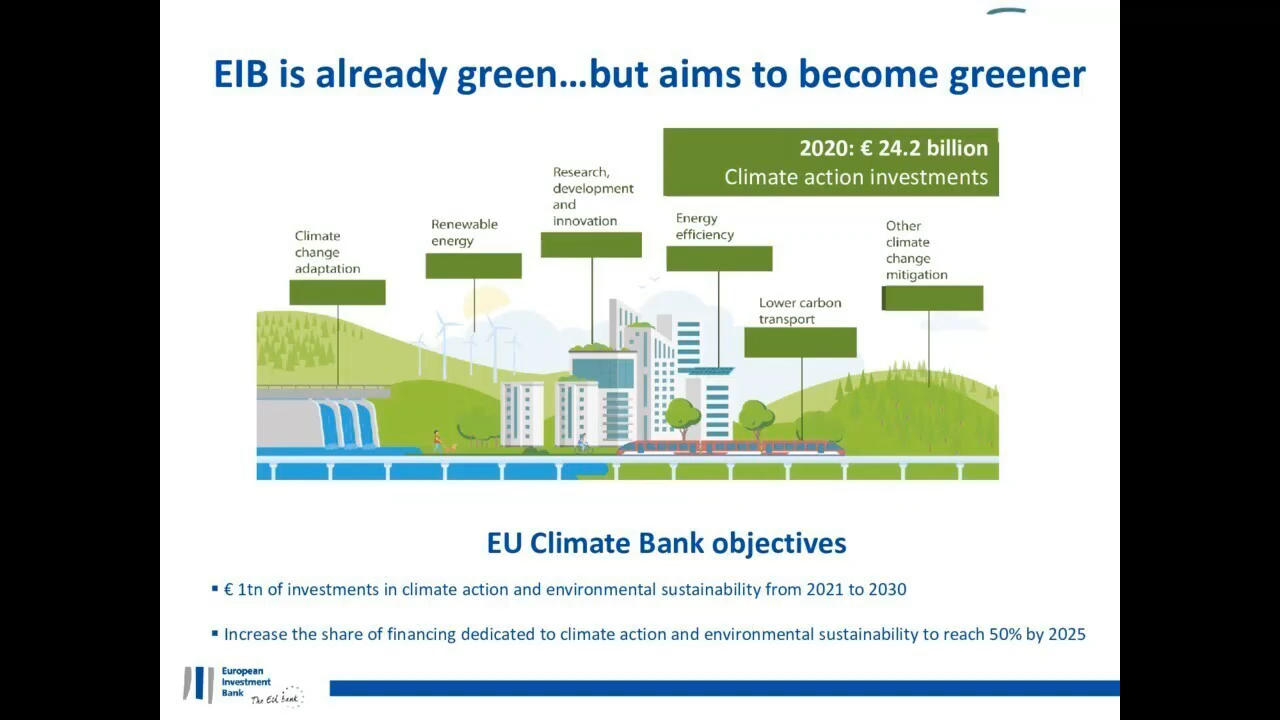 EIB is already green…but aims to become greener
2020: € 24.2 billion
Climate action investments
Research,
development
and
innovation
Energy
efficiency
Renewable
energy
Other
climate
change
mitigation
Climate
change
adaptation
Lower carbon
transport
EU Climate Bank objectives
▪ € 1tn of investments in climate action and environmental sustainability from 2021 to 2030
▪ Increase the share of financing dedicated to climate action and environmental sustainability to reach 50% by 2025
European
Investment
Bank
The EU bank